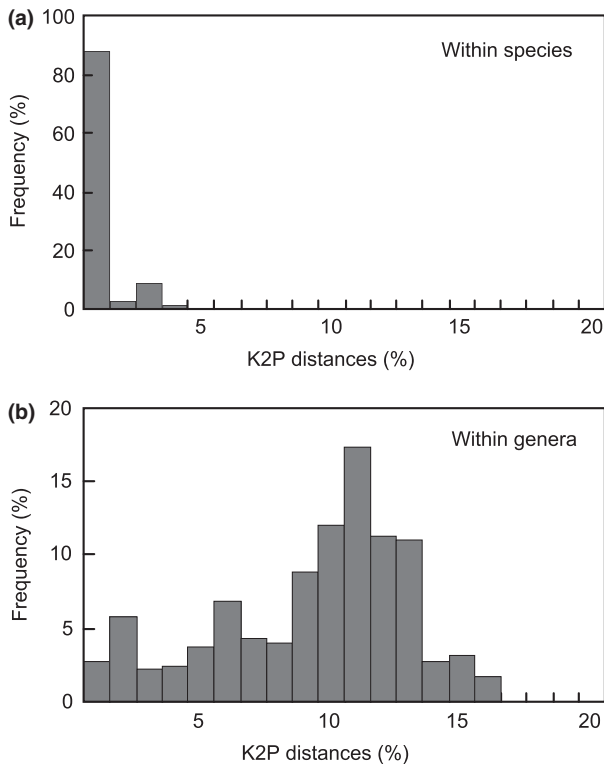 (a)
100
80
60
40
20
0
Frequency (%)
Within species
5 10 15 20
K2P distances (%)
(b)
20
15
10
5
0
Frequency (%)
Within genera
5 10 15 20
K2P distances (%)